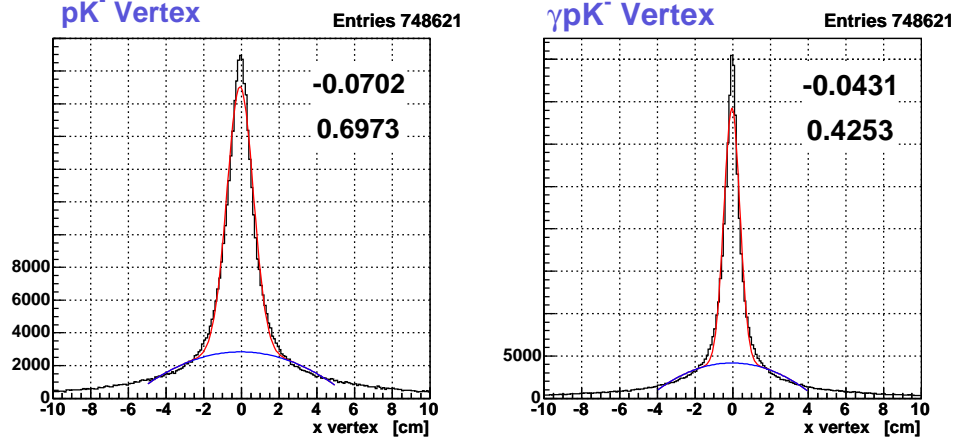 pK⁻ Vertex
Entries 748621
-0.0702
0.6973
8000
6000
4000
2000
0
-10 -8 -6 -4 -2 0 2 4 6 8 10
x vertex [cm]
γpK⁻ Vertex
Entries 748621
-0.0431
0.4253
5000
0
-10 -8 -6 -4 -2 0 2 4 6 8 10
x vertex [cm]